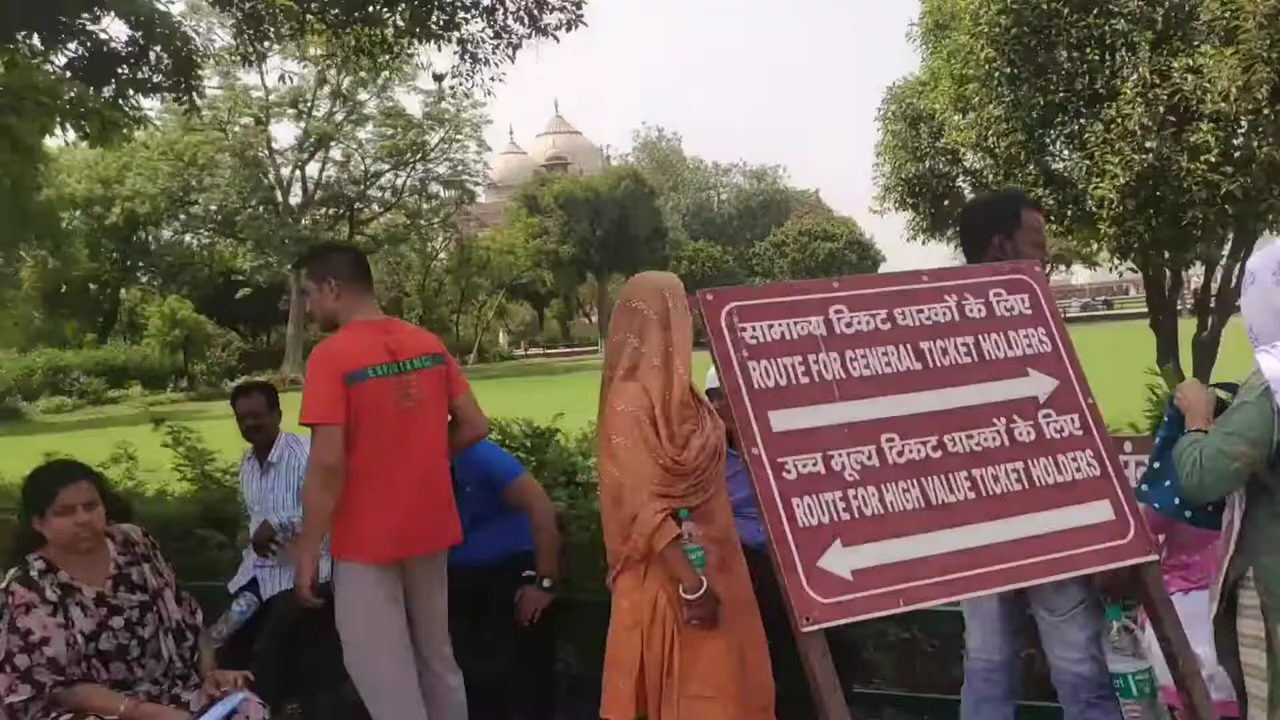 सामान्य टिकट धारकों के लिए
ROUTE FOR GENERAL TICKET HOLDERS
उच्च मूल्य टिकट धारकों के लिए
ROUTE FOR HIGH VALUE TICKET HOLDERS